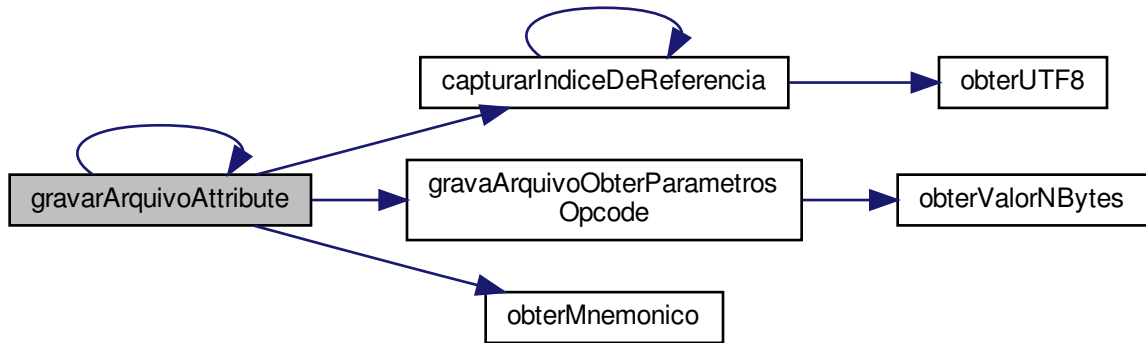 capturarIndiceDeReferencia
obterUTF8
gravarArquivoAttribute
gravaArquivoObterParametros
Opcode
obterValorNBytes
obterMnemonico